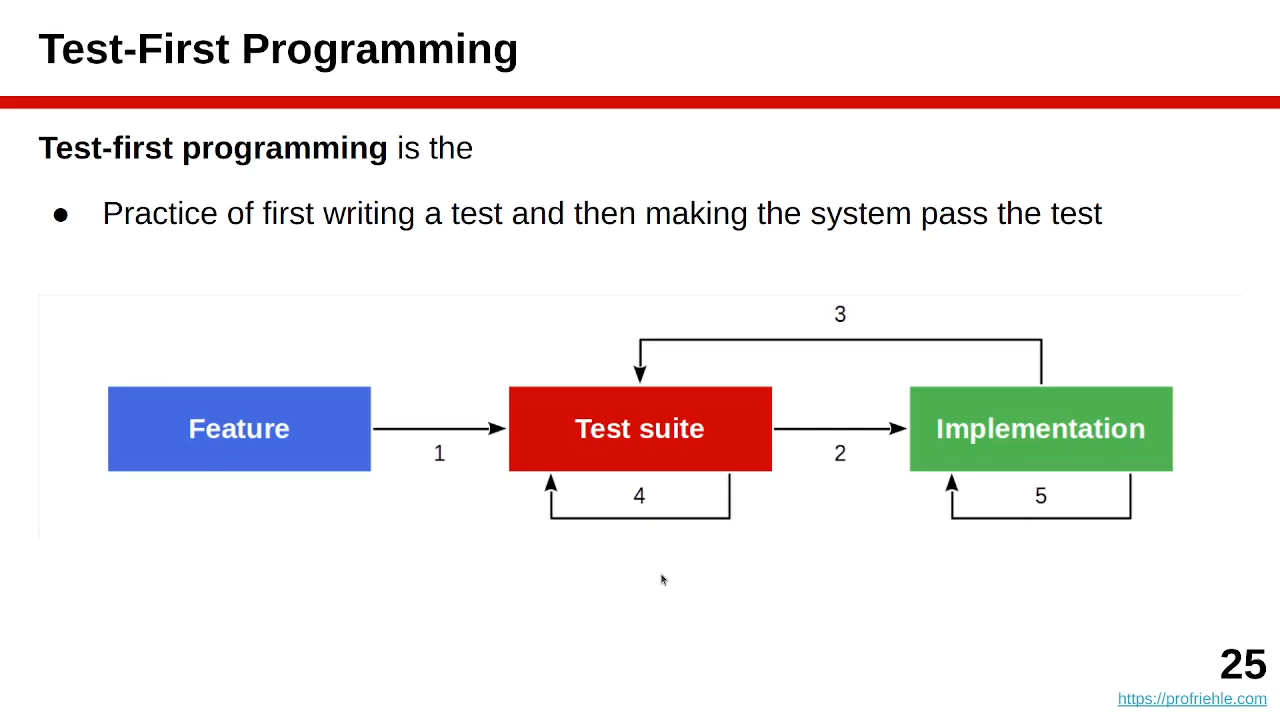 Test-First Programming
Test-first programming is the
● Practice of first writing a test and then making the system pass the test
3
Feature
Test suite
Implementation
1
2
4
5
25
https://profriehle.com